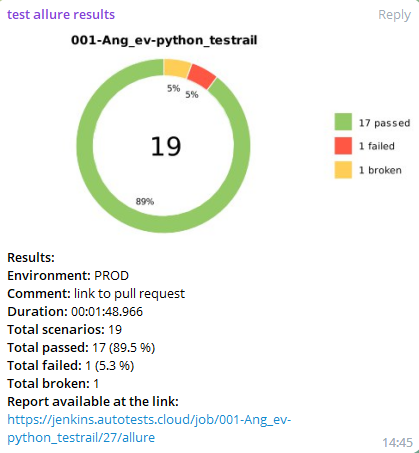 test allure results
Reply
001-Ang_ev-python_testrail
5%
5%
19
89%
17 passed
1 failed
1 broken
Results:
Environment: PROD
Comment: link to pull request
Duration: 00:01:48.966
Total scenarios: 19
Total passed: 17 (89.5 %)
Total failed: 1 (5.3 %)
Total broken: 1
Report available at the link:
https://jenkins.autotests.cloud/job/001-Ang_ev-
python_testrail/27/allure
14:45